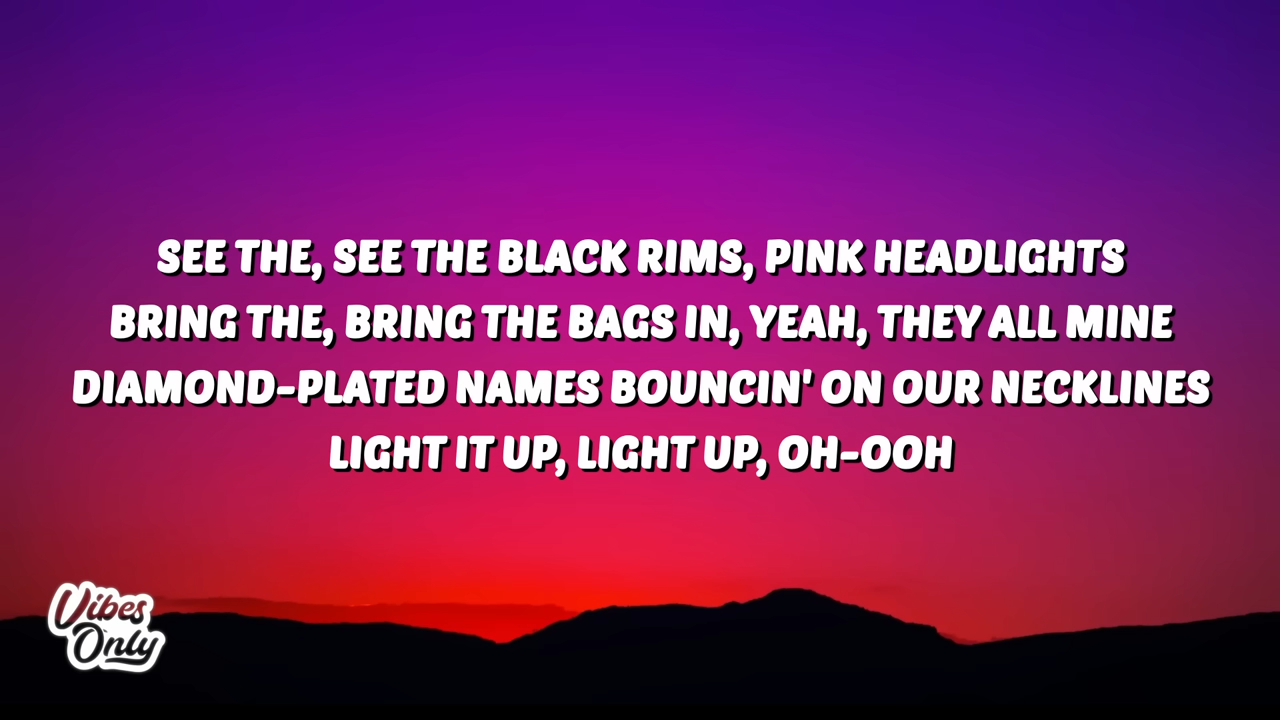 SEE THE, SEE THE BLACK RIMS, PINK HEADLIGHTS
BRING THE, BRING THE BAGS IN, YEAH, THEY ALL MINE
DIAMOND-PLATED NAMES BOUNCIN' ON OUR NECKLINES
LIGHT IT UP, LIGHT UP, OH-OOH
Vibes
Only